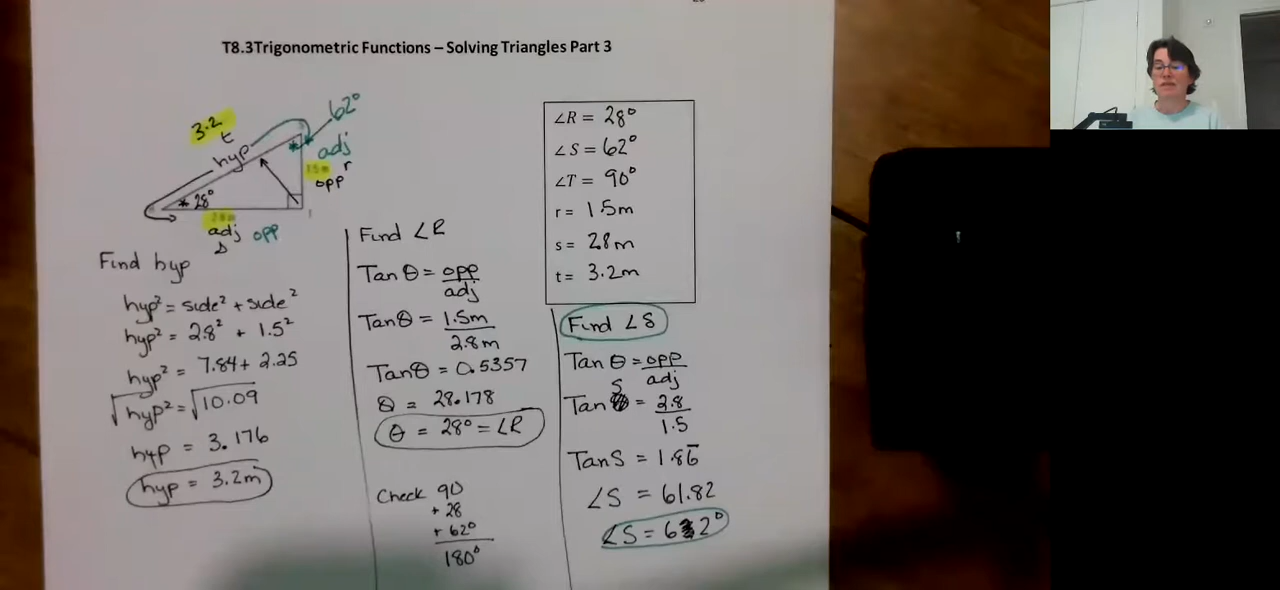 T8.3Trigonometric Functions – Solving Triangles Part 3
62°
3.2
t
hyp
adj
1.5m
r
opp
28°
2.8m
adj opp
s
∠R = 28°
∠S = 62°
∠T = 90°
r = 1.5m
s = 2.8m
t = 3.2m
Find hyp
hyp² = side² + side²
hyp² = 2.8² + 1.5²
hyp² = 7.84 + 2.25
√hyp² = √10.09
hyp = 3.176
hyp = 3.2m
Find ∠R
Tan θ = opp
adj
Tan θ = 1.5m
2.8m
Tan θ = 0.5357
θ = 28.178
θ = 28° = ∠R
Check 90
+ 28
+ 62°
180°
Find ∠S
Tan θ = opp
adj
Tan S = 2.8
1.5
Tan S = 1.86̅
∠S = 61.82
∠S = 62°